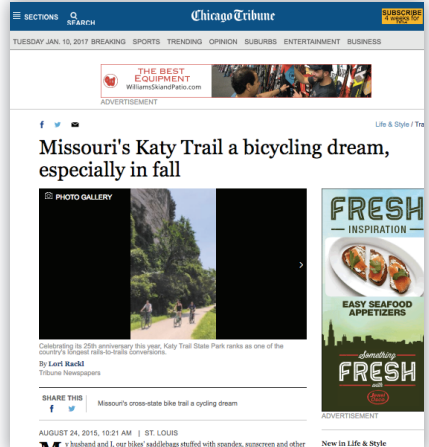 SECTIONS SEARCH Chicago Tribune SUBSCRIBE
4 weeks for
TUESDAY JAN. 10, 2017 BREAKING SPORTS TRENDING OPINION SUBURBS ENTERTAINMENT BUSINESS
THE BEST
EQUIPMENT
WilliamsSkiandPatio.com
ADVERTISEMENT
Life & Style / Tra
Missouri's Katy Trail a bicycling dream,
especially in fall
PHOTO GALLERY
Celebrating its 25th anniversary this year, Katy Trail State Park ranks as one of the
country's longest rails-to-trails conversions.
By Lori Rackl
Tribune Newspapers
SHARE THIS
Missouri's cross-state bike trail a cycling dream
AUGUST 24, 2015, 10:21 AM | ST. LOUIS
My husband and I, our bikes' saddlebags stuffed with spandex, sunscreen and other
FRESH
INSPIRATION
EASY SEAFOOD
APPETIZERS
Something
FRESH
with
ADVERTISEMENT
New in Life & Style